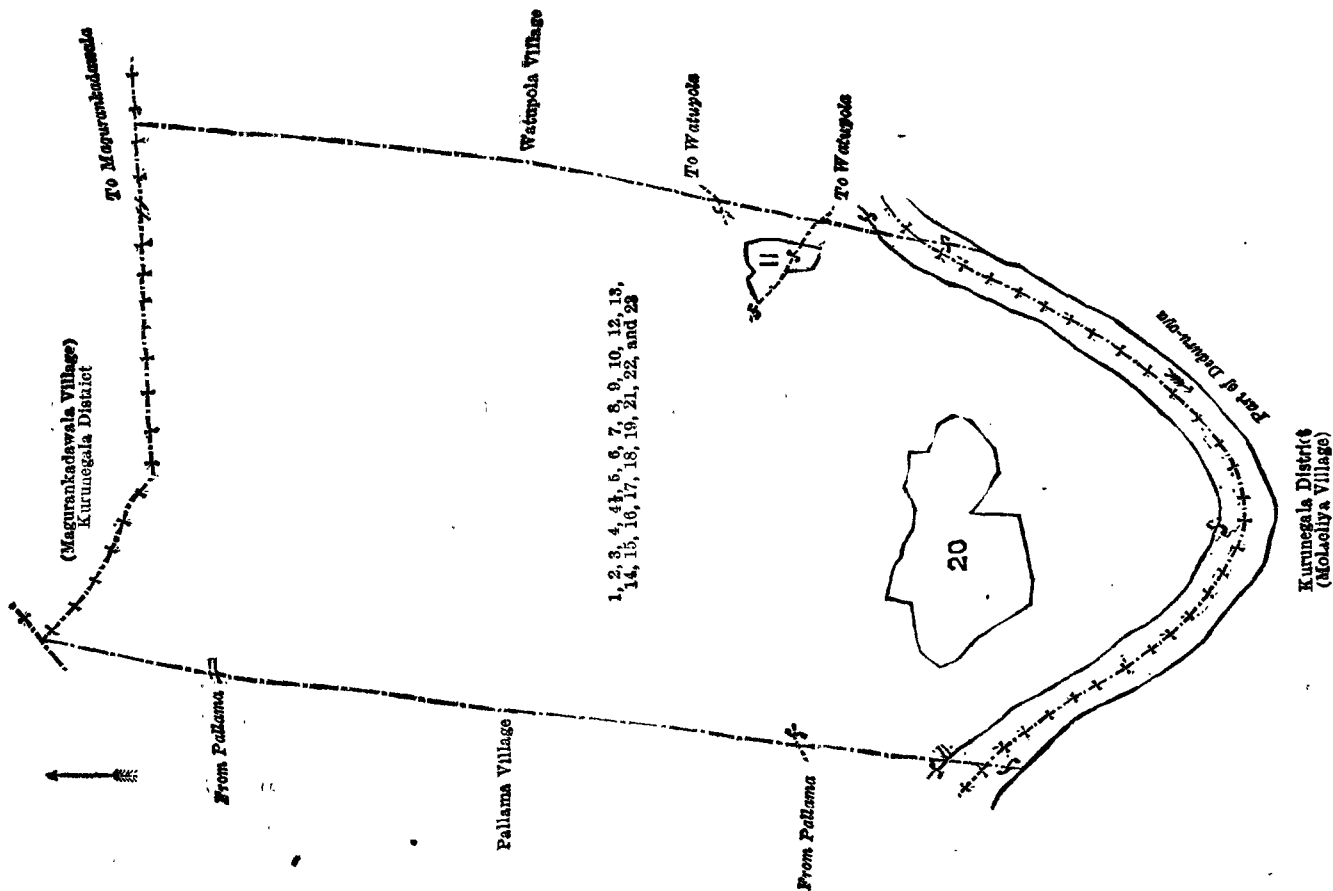 (Magurankadawala Village)
Kurunegala District
To Magurankadawala
From Pallama
Pallama Village
From Pallama
Watupola Village
To Watupola
To Watupola
11
1, 2, 3, 4, 4½, 5, 6, 7, 8, 9, 10, 12, 13,
14, 15, 16, 17, 18, 19, 21, 22, and 23
20
Part of Deduru-oya
Kurunegala District
(Molaeliya Village)